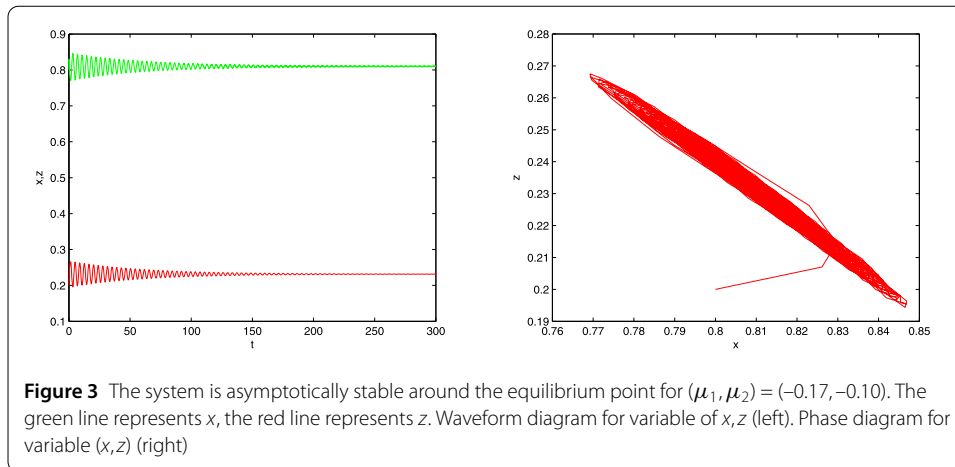 0.9
0.8
0.7
0.6
0.5
0.4
0.3
0.2
0.1
x,z
0 50 100 150 200 250 300
t
0.28
0.27
0.26
0.25
0.24
0.23
0.22
0.21
0.2
0.19
z
0.76 0.77 0.78 0.79 0.8 0.81 0.82 0.83 0.84 0.85
x
Figure 3 The system is asymptotically stable around the equilibrium point for (μ₁, μ₂) = (–0.17, –0.10). The
green line represents x, the red line represents z. Waveform diagram for variable of x, z (left). Phase diagram for
variable (x, z) (right)